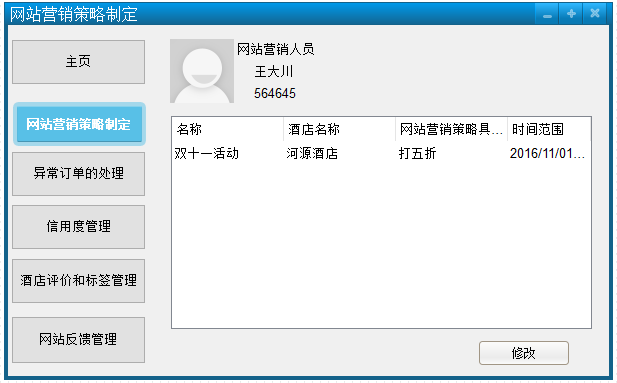 网站营销策略制定
主页
网站营销策略制定
异常订单的处理
信用度管理
酒店评价和标签管理
网站反馈管理
网站营销人员
王大川
564645
名称 酒店名称 网站营销策略具... 时间范围
双十一活动 河源酒店 打五折 2016/11/01...
修改